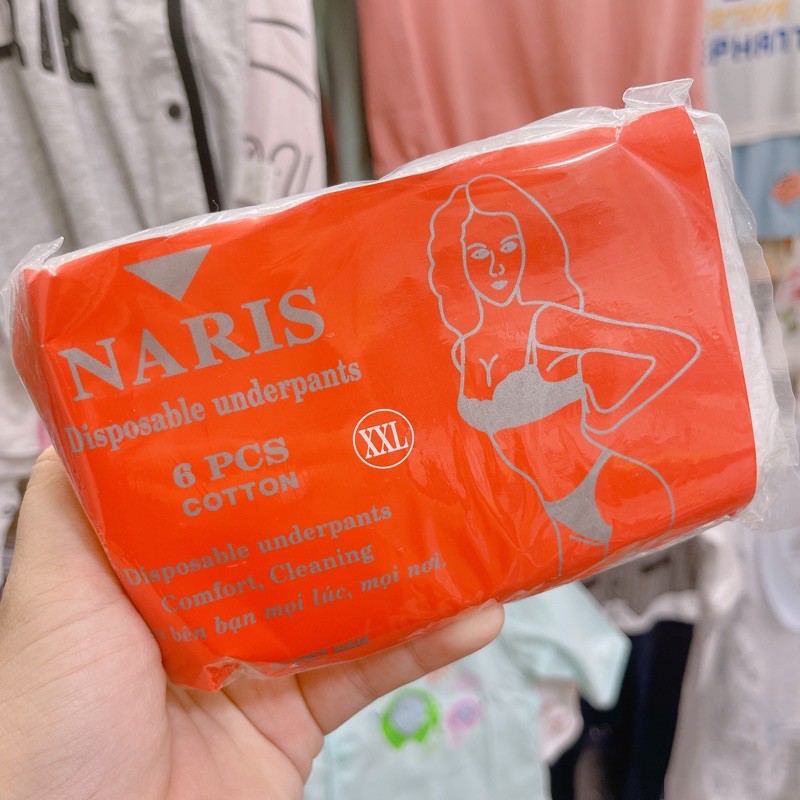 NARIS
Disposable underpants
6 PCS
COTTON
XXL
Disposable underpants
Comfort, Cleaning
bên bạn mọi lúc, mọi nơi.